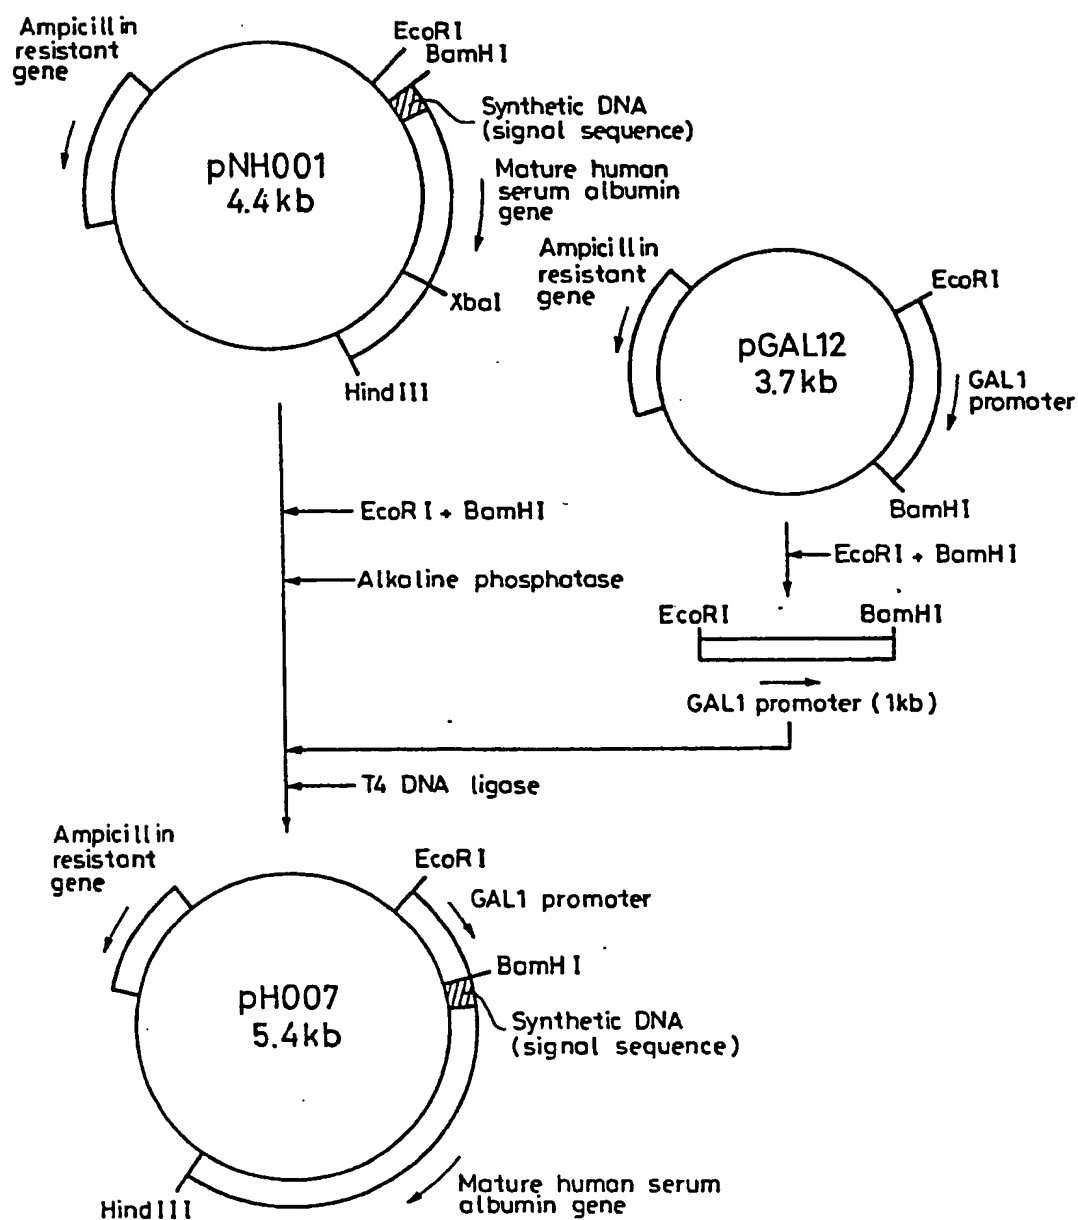 Ampicillin
resistant
gene
EcoRI
BamHI
Synthetic DNA
(signal sequence)
pNH001
4.4kb
Mature human
serum albumin
gene
XbaI
HindIII
Ampicillin
resistant
gene
EcoRI
pGAL12
3.7kb
GAL1
promoter
BamHI
EcoRI + BamHI
EcoRI + BamHI
Alkaline phosphatase
EcoRI
BamHI
GAL1 promoter (1kb)
T4 DNA ligase
Ampicillin
resistant
gene
EcoRI
GAL1 promoter
BamHI
pH007
5.4kb
Synthetic DNA
(signal sequence)
HindIII
Mature human serum
albumin gene